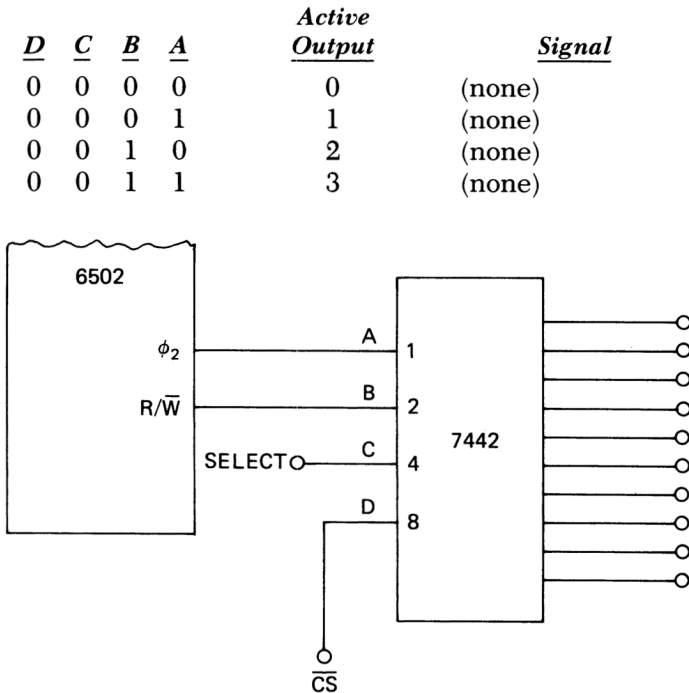 Active
D C B A Output Signal
0 0 0 0 0 (none)
0 0 0 1 1 (none)
0 0 1 0 2 (none)
0 0 1 1 3 (none)
6502
A
ϕ₂ 1
B
R/W̅ 2
7442
C
SELECT 4
D
8
C̅S̅